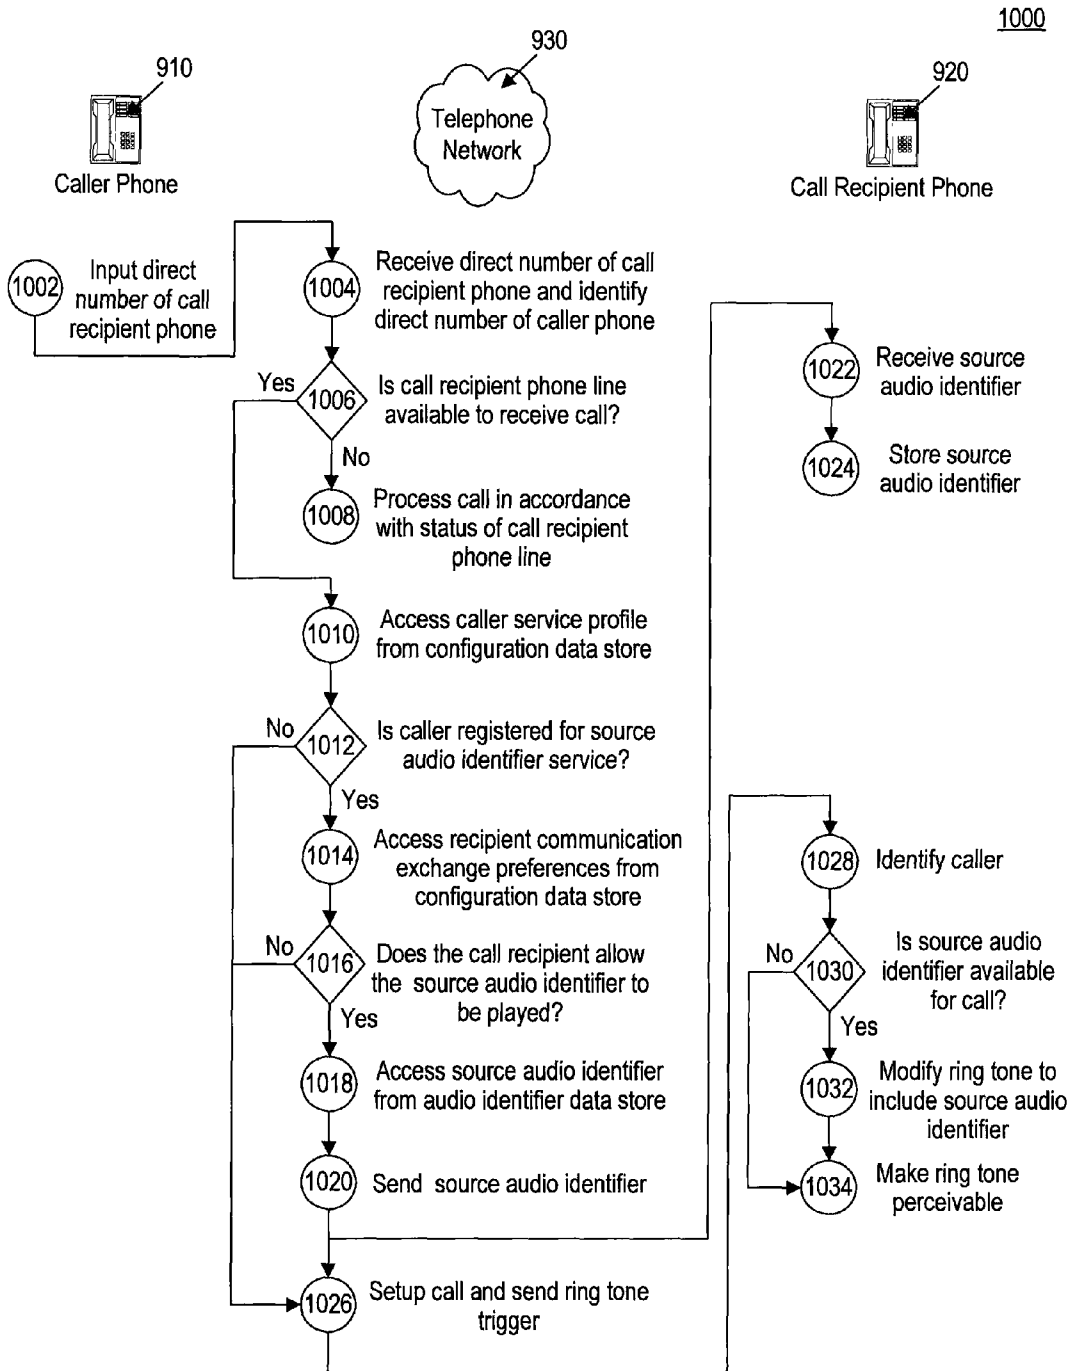 1000
910
930
920
Telephone
Network
Caller Phone
Call Recipient Phone
1002
Input direct
number of call
recipient phone
1004
Receive direct number of call
recipient phone and identify
direct number of caller phone
Yes
1006
Is call recipient phone line
available to receive call?
No
1008
Process call in accordance
with status of call recipient
phone line
1010
Access caller service profile
from configuration data store
No
1012
Is caller registered for source
audio identifier service?
Yes
1014
Access recipient communication
exchange preferences from
configuration data store
No
1016
Does the call recipient allow
the source audio identifier to
be played?
Yes
1018
Access source audio identifier
from audio identifier data store
1020
Send source audio identifier
1026
Setup call and send ring tone
trigger
1022
Receive source
audio identifier
1024
Store source
audio identifier
1028
Identify caller
No
1030
Is source audio
identifier available
for call?
Yes
1032
Modify ring tone to
include source audio
identifier
1034
Make ring tone
perceivable